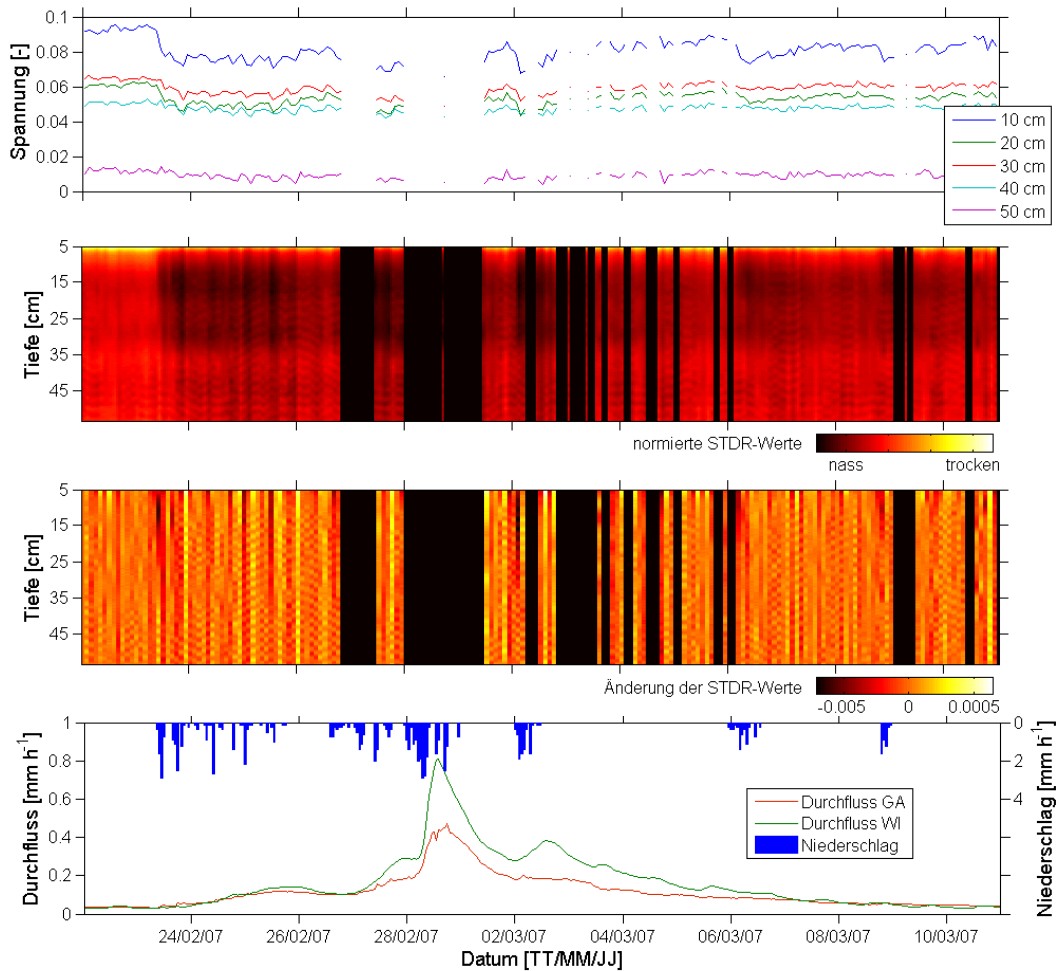 Spannung [-]
0.1
0.08
0.06
0.04
0.02
0
10 cm
20 cm
30 cm
40 cm
50 cm
Tiefe [cm]
5
15
25
35
45
normierte STDR-Werte
nass
trocken
Tiefe [cm]
5
15
25
35
45
Änderung der STDR-Werte
-0.005
0
0.0005
Durchfluss [mm h-1]
1
0.8
0.6
0.4
0.2
0
Durchfluss GA
Durchfluss WI
Niederschlag
0
2
4
Niederschlag [mm h-1]
24/02/07
26/02/07
28/02/07
02/03/07
04/03/07
06/03/07
08/03/07
10/03/07
Datum [TT/MM/JJ]